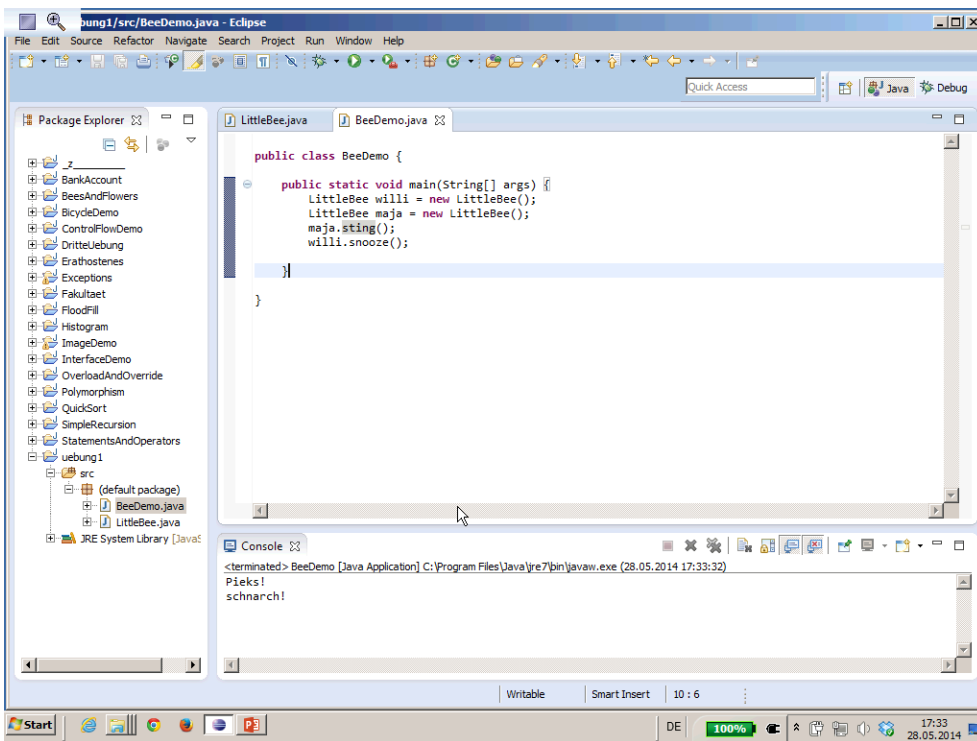 bung1/src/BeeDemo.java - Eclipse
File Edit Source Refactor Navigate Search Project Run Window Help
Quick Access
Java
Debug
Package Explorer
_z_________
BankAccount
BeesAndFlowers
BicycleDemo
ControlFlowDemo
DritteUebung
Erathostenes
Exceptions
Fakultaet
FloodFill
Histogram
ImageDemo
InterfaceDemo
OverloadAndOverride
Polymorphism
QuickSort
SimpleRecursion
StatementsAndOperators
uebung1
src
(default package)
BeeDemo.java
LittleBee.java
JRE System Library [JavaS
LittleBee.java
BeeDemo.java
public class BeeDemo {
public static void main(String[] args) {
LittleBee willi = new LittleBee();
LittleBee maja = new LittleBee();
maja.sting();
willi.snooze();
}
}
Console
<terminated> BeeDemo [Java Application] C:\Program Files\Java\jre7\bin\javaw.exe (28.05.2014 17:33:32)
Pieks!
schnarch!
Writable
Smart Insert
10 : 6
Start
DE
100%
17:33
28.05.2014